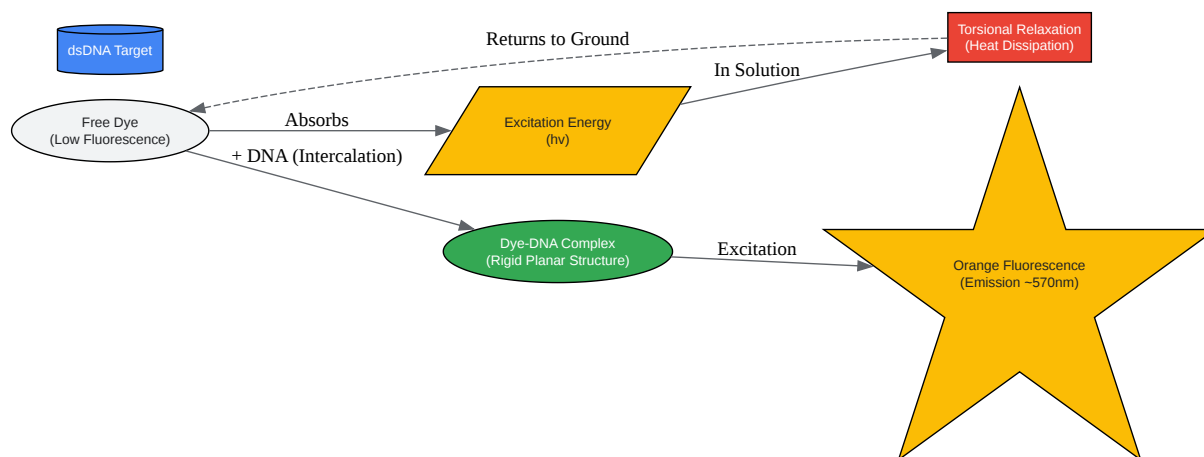 dsDNA Target
Returns to Ground
Torsional Relaxation
(Heat Dissipation)
In Solution
Free Dye
(Low Fluorescence)
Absorbs
Excitation Energy
(hv)
+ DNA (Intercalation)
Dye-DNA Complex
(Rigid Planar Structure)
Excitation
Orange Fluorescence
(Emission ~570nm)